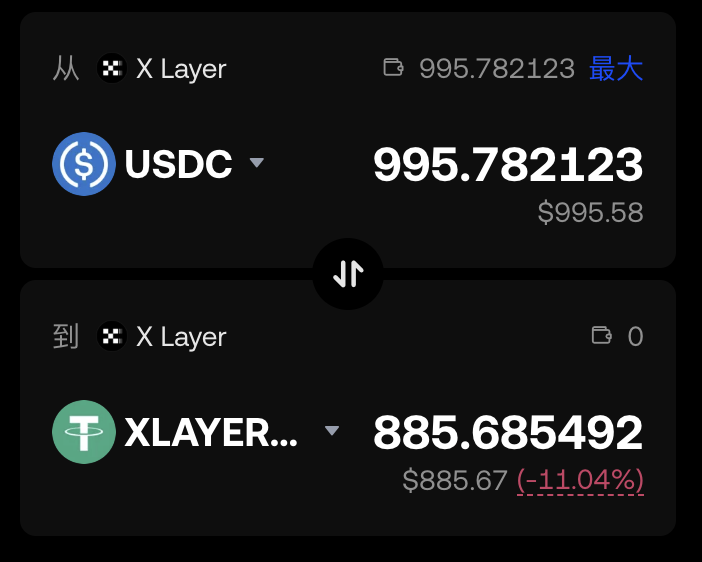 从 X Layer 995.782123 最大
USDC 995.782123
$995.58
到 X Layer 0
XLAYER... 885.685492
$885.67 (-11.04%)